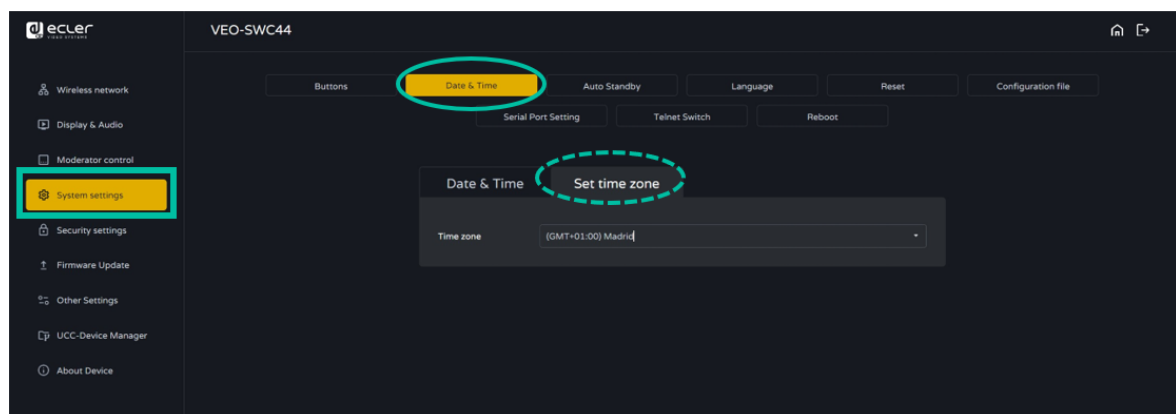 ecler
VIDEO SYSTEMS
VEO-SWC44
Wireless network
Display & Audio
Moderator control
System settings
Security settings
Firmware Update
Other Settings
UCC-Device Manager
About Device
Buttons
Date & Time
Auto Standby
Language
Reset
Configuration file
Serial Port Setting
Telnet Switch
Reboot
Date & Time
Set time zone
Time zone
(GMT+01:00) Madrid